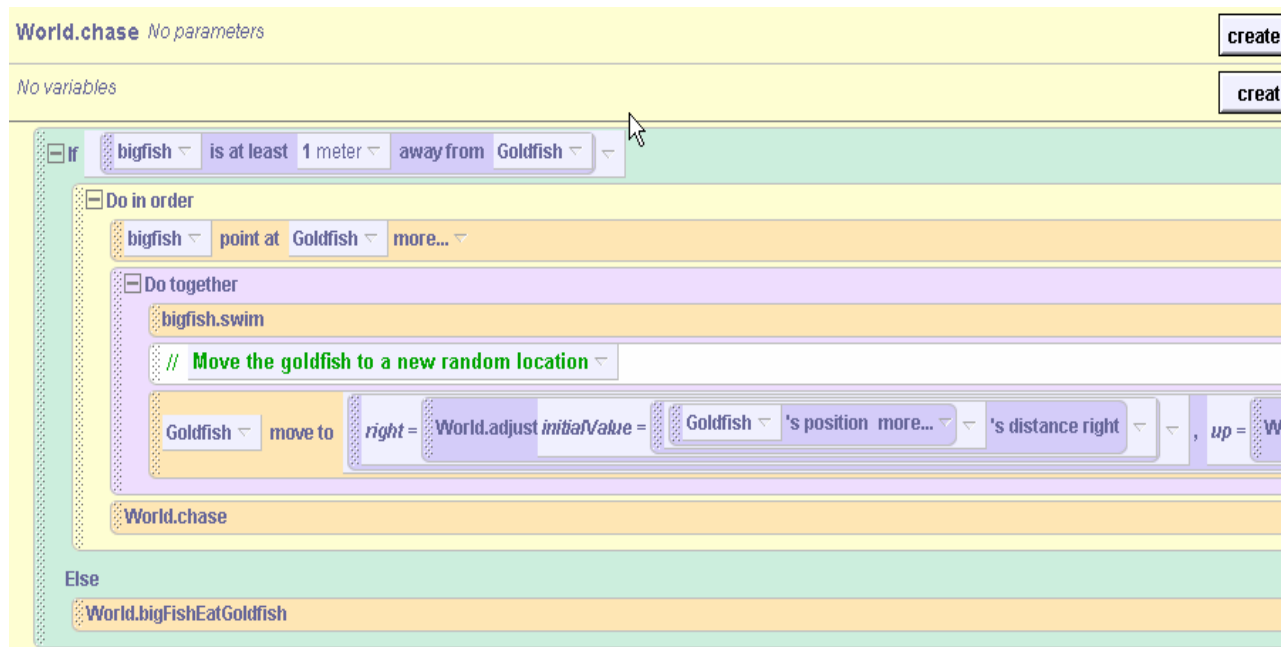 World.chase No parameters
create
No variables
creat
If bigfish is at least 1 meter away from Goldfish
Do in order
bigfish point at Goldfish more...
Do together
bigfish.swim
// Move the goldfish to a new random location
Goldfish move to right = World.adjust initialValue = Goldfish 's position more... 's distance right , up = W
World.chase
Else
World.bigFishEatGoldfish